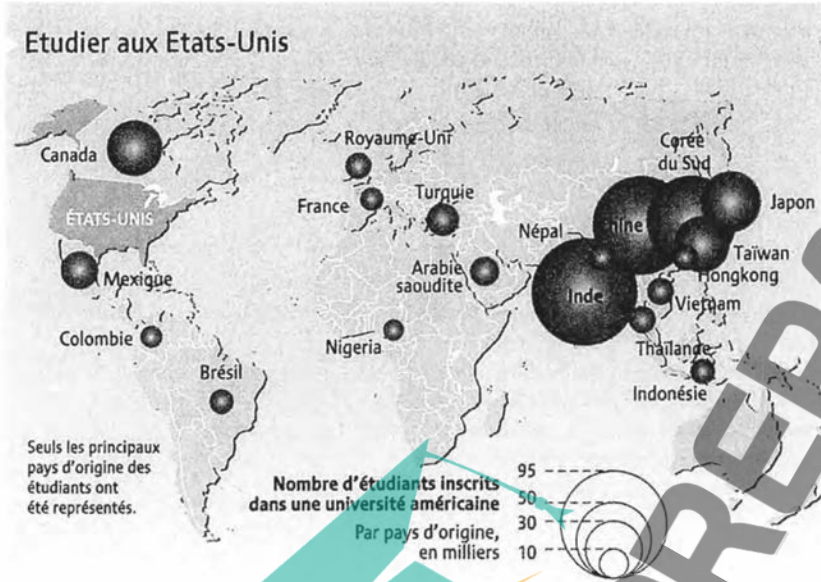 Etudier aux Etats-Unis
Canada
ÉTATS-UNIS
Mexique
Colombie
Brésil
Royaume-Uni
France
Turquie
Arabie
saoudite
Nigeria
Népal
Inde
Corée
du Sud
Japon
Taïwan
Hongkong
Vietnam
Thaïlande
Indonésie
Seuls les principaux
pays d'origine des
étudiants ont
été représentés.
Nombre d'étudiants inscrits
dans une université américaine
Par pays d'origine,
en milliers
95
50
30
10